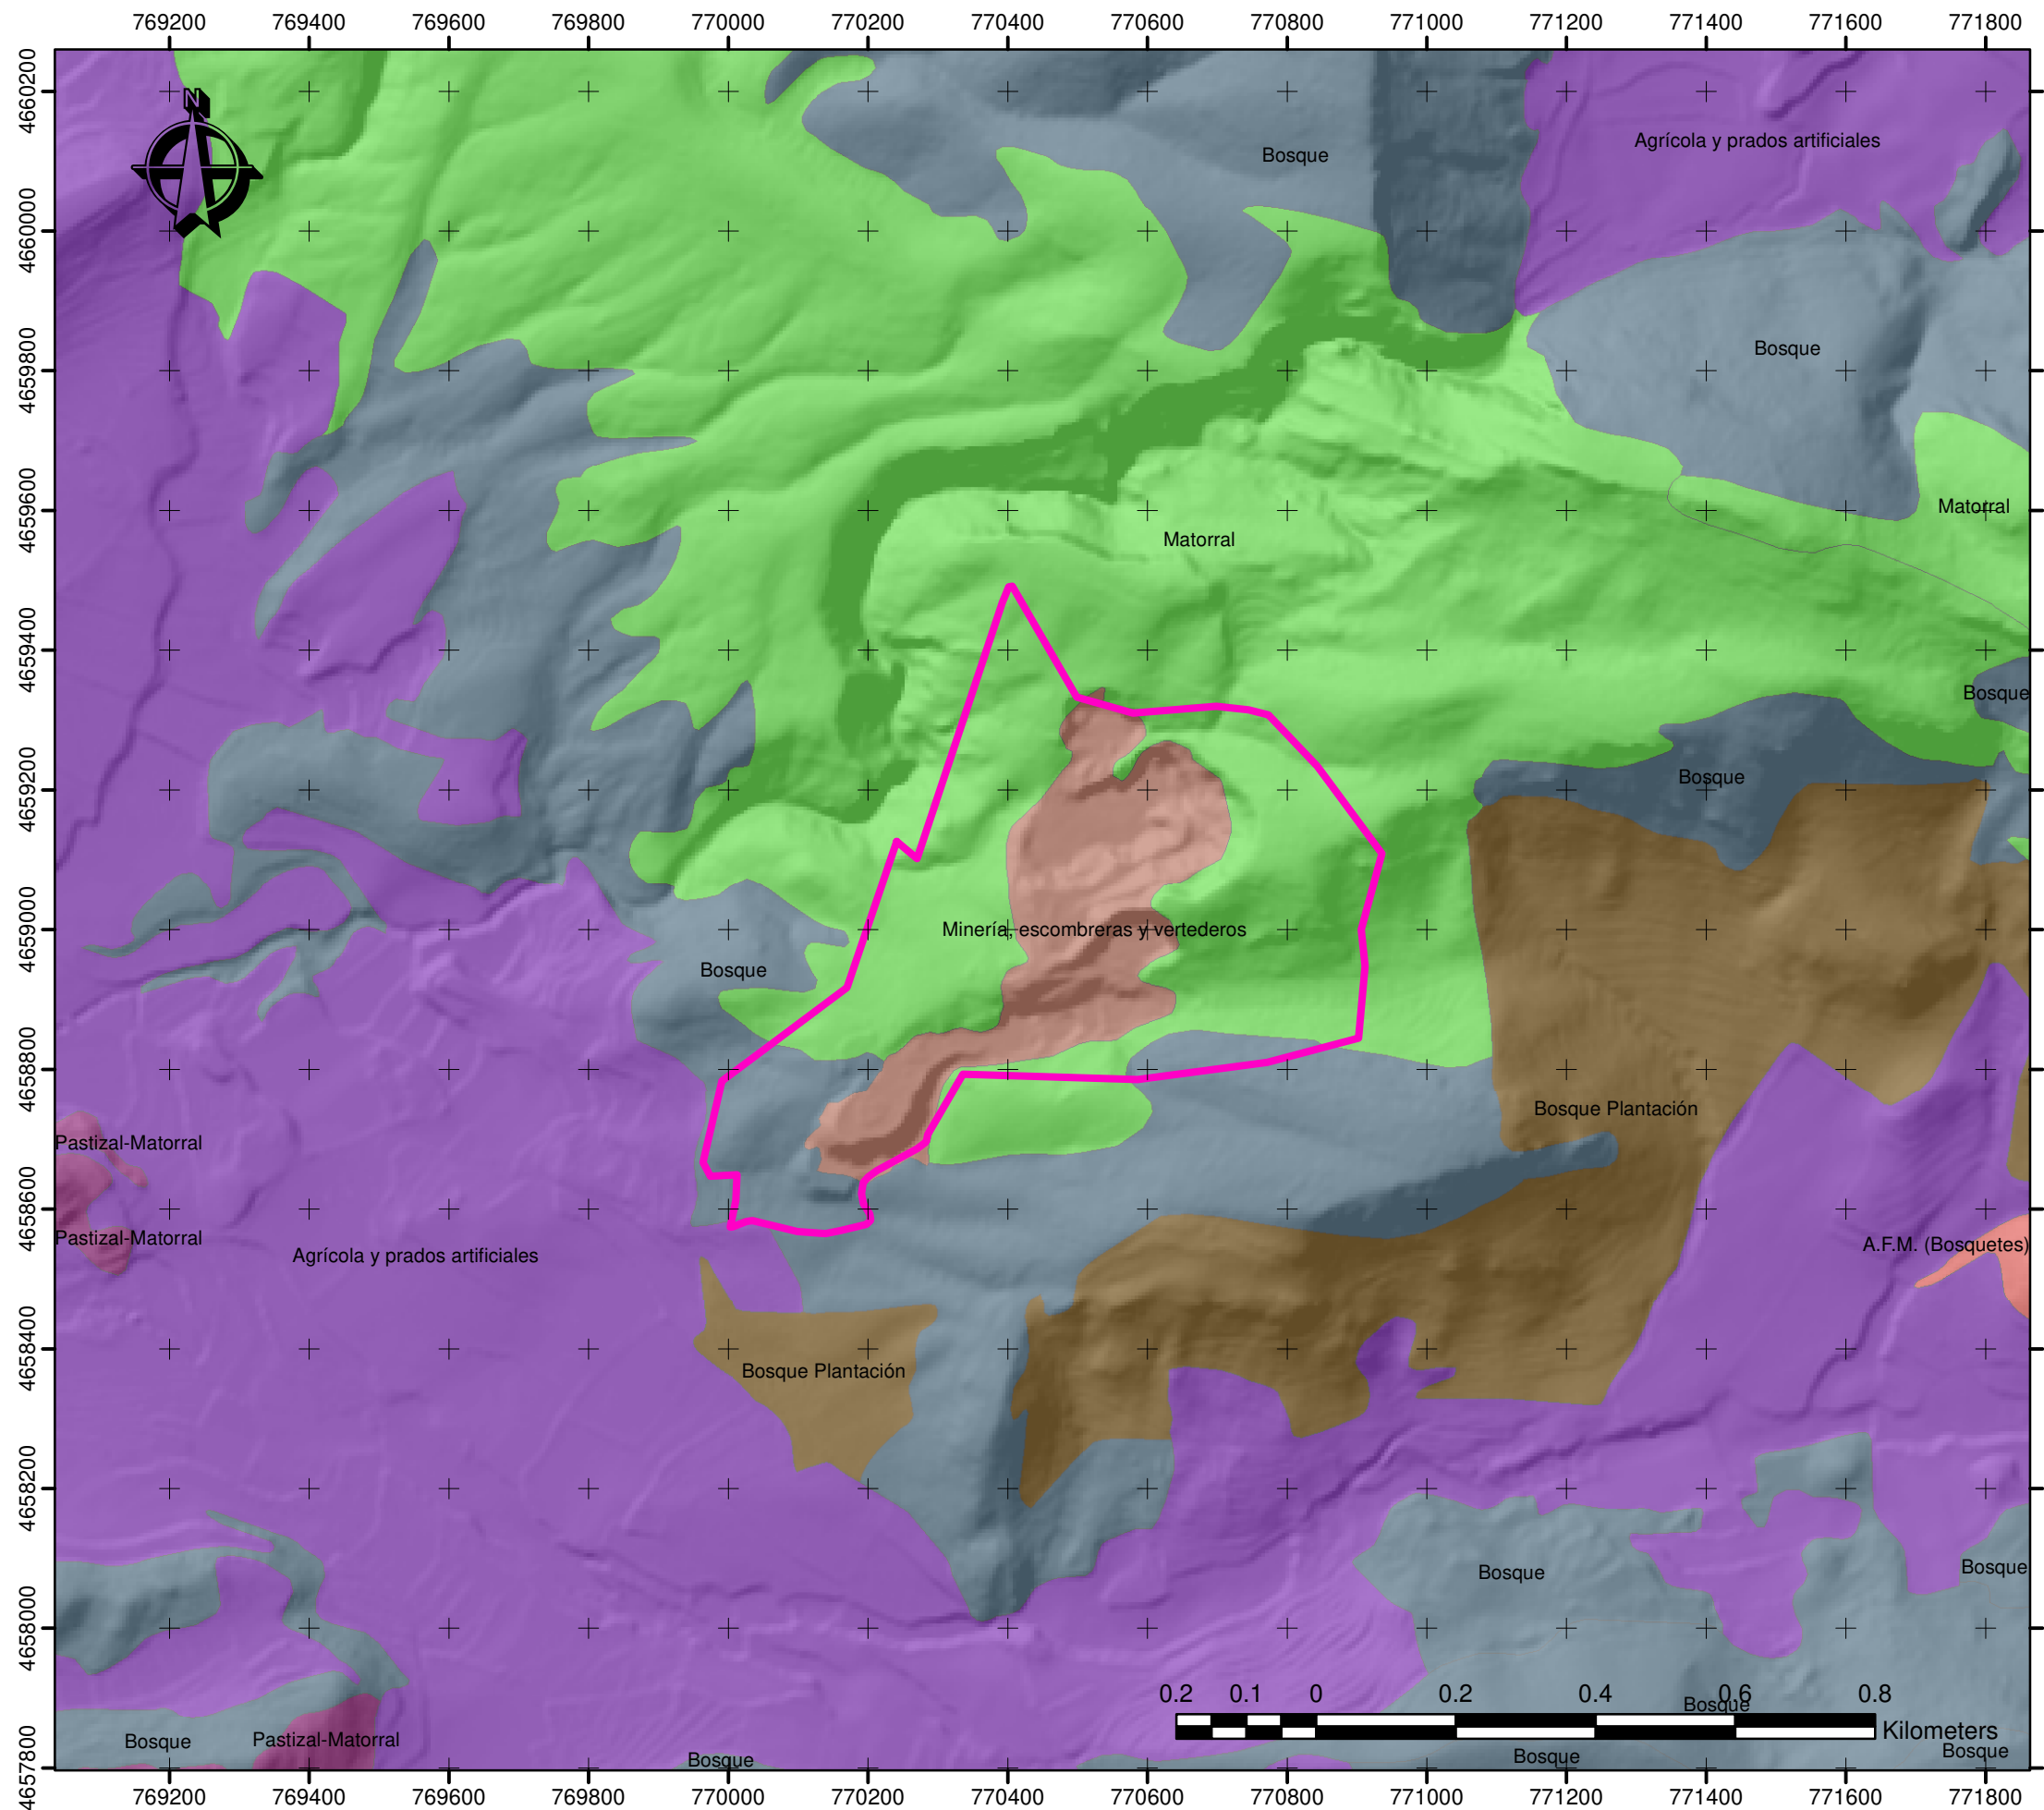 769200 769400 769600 769800 770000 770200 770400 770600 770800 771000 771200 771400 771600 771800
4660200
N
Agrícola y prados artificiales
Bosque
4660000
Bosque
4659800
4659600
Matorral
Matorral
4659400
Bosque
4659200
Bosque
4659000
Minería, escombreras y vertederos
Bosque
4658800
Bosque Plantación
Pastizal-Matorral
4658600
Pastizal-Matorral
A.F.M. (Bosquetes)
Agrícola y prados artificiales
4658400
Bosque Plantación
4658200
Bosque
Bosque
4658000
0.2 0.1 0 0.2 0.4 0.6 0.8
Bosque
Kilometers
4657800
Bosque
Pastizal-Matorral
Bosque
Bosque
Bosque
769200 769400 769600 769800 770000 770200 770400 770600 770800 771000 771200 771400 771600 771800